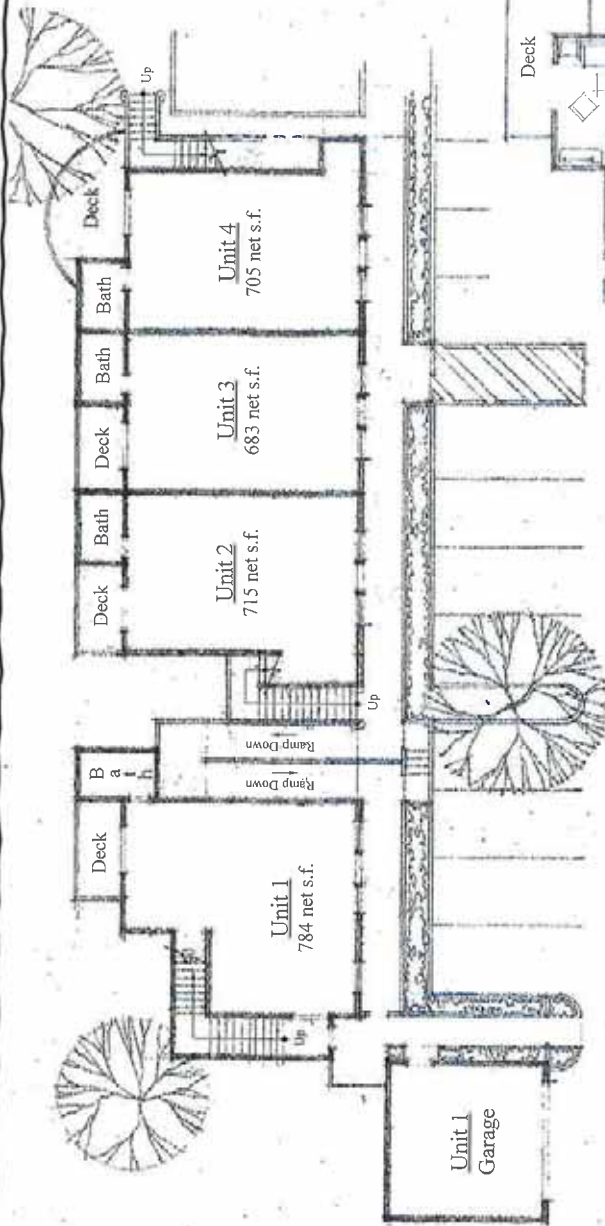 Deck
Up
Deck
Bath
Unit 4
705 net s.f.
Bath
Deck
Unit 3
683 net s.f.
Bath
Deck
Unit 2
715 net s.f.
Up
Ramp Down
Ramp Down
B
a
t
h
Deck
Unit 1
784 net s.f.
Up
Unit 1
Garage